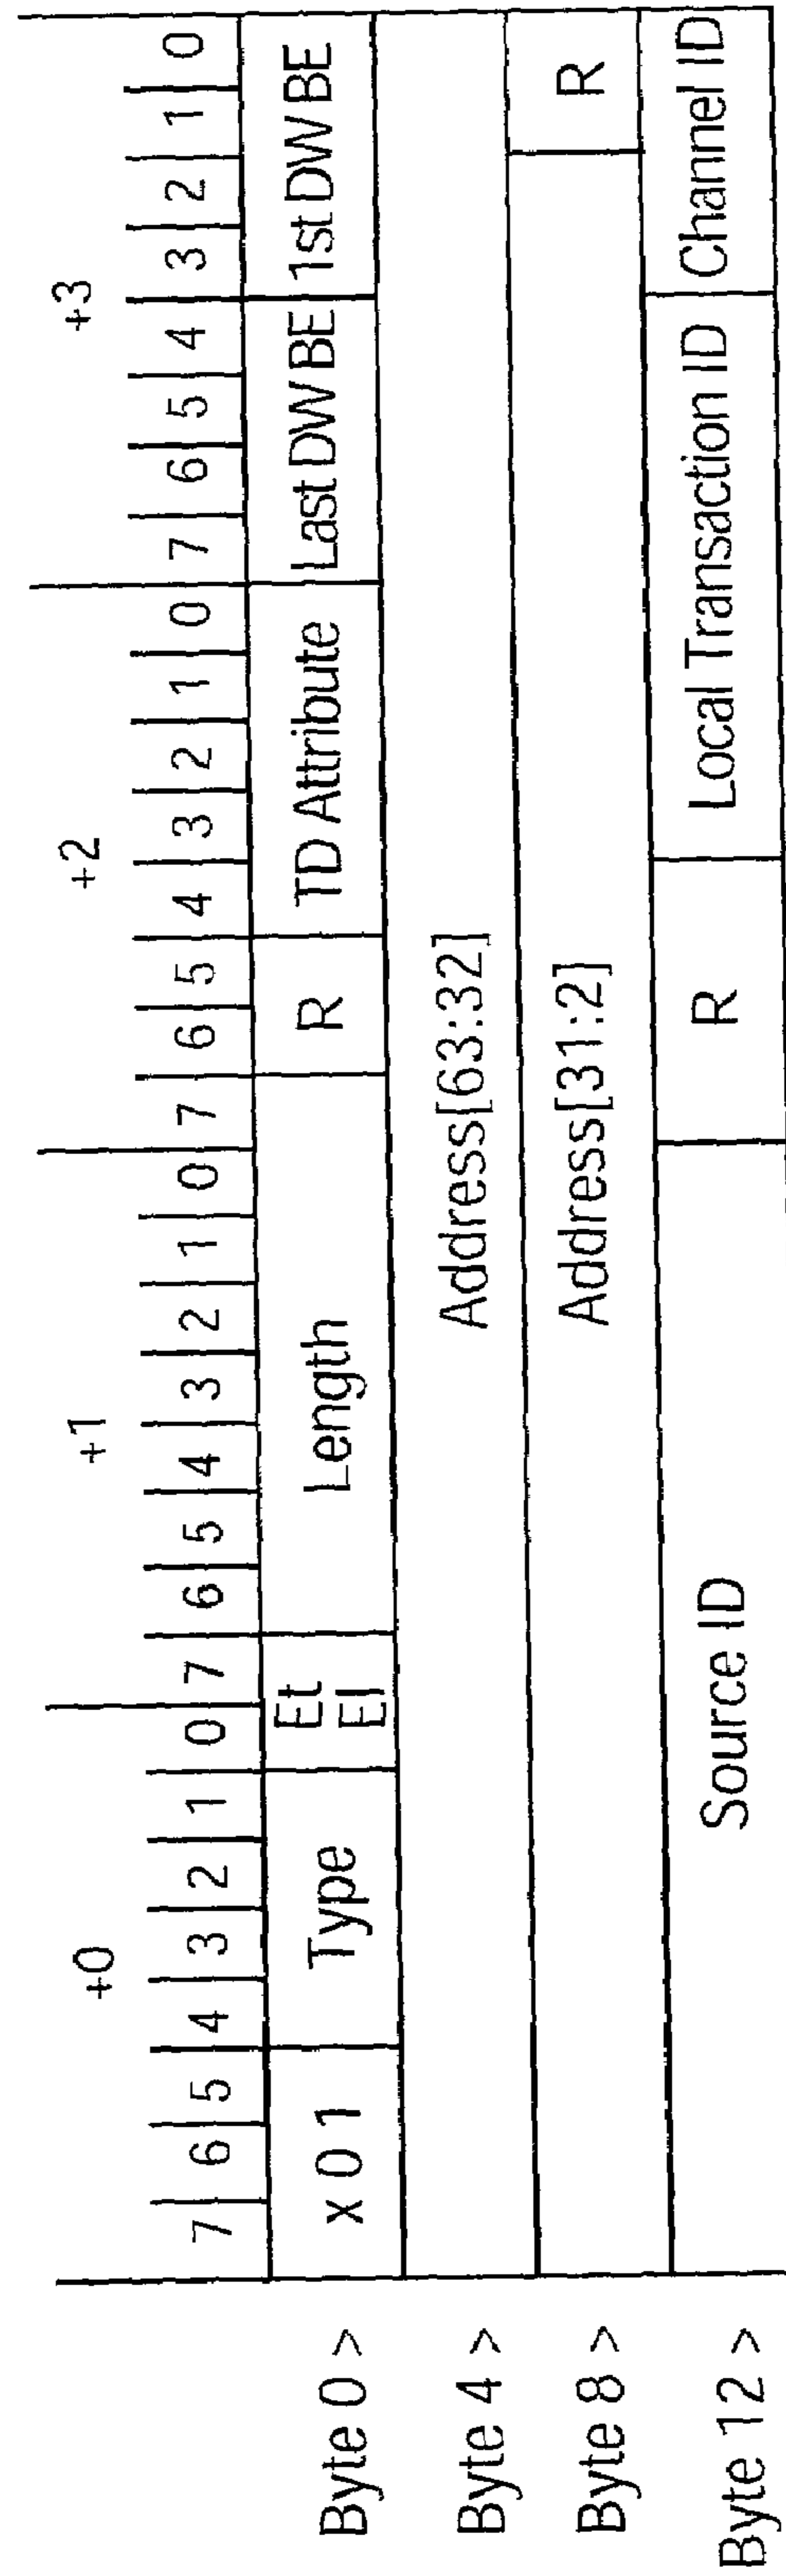 +0 +1 +2 +3
7 6 5 4 3 2 1 0 7 6 5 4 3 2 1 0 7 6 5 4 3 2 1 0 7 6 5 4 3 2 1 0
Byte 0 > x 0 1 Type Et El Length R TD Attribute Last DW BE 1st DW BE
Byte 4 > Address[63:32]
Byte 8 > Address[31:2] R
Byte 12 > Source ID R Local Transaction ID Channel ID